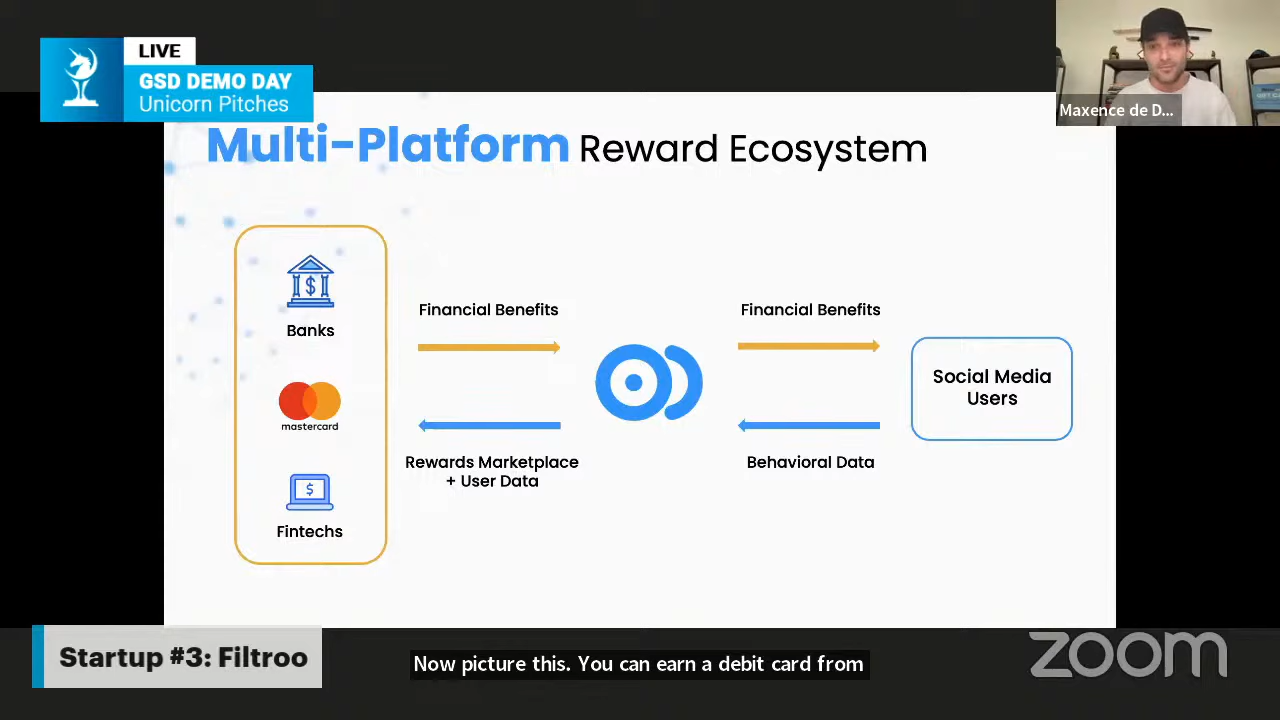 LIVE
GSD DEMO DAY
Unicorn Pitches
Maxence de D...
Multi-Platform Reward Ecosystem
$
Banks
mastercard
$
Fintechs
Financial Benefits
Rewards Marketplace
+ User Data
Financial Benefits
Behavioral Data
Social Media
Users
Startup #3: Filtroo
Now picture this. You can earn a debit card from
zoom